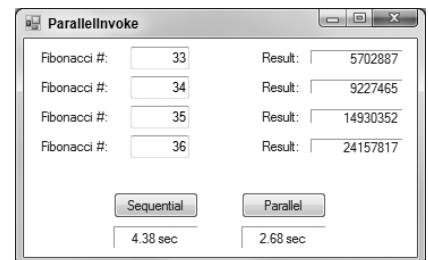 ParallelInvoke
Fibonacci #: 33 Result: 5702887
Fibonacci #: 34 Result: 9227465
Fibonacci #: 35 Result: 14930352
Fibonacci #: 36 Result: 24157817
Sequential Parallel
4.38 sec 2.68 sec